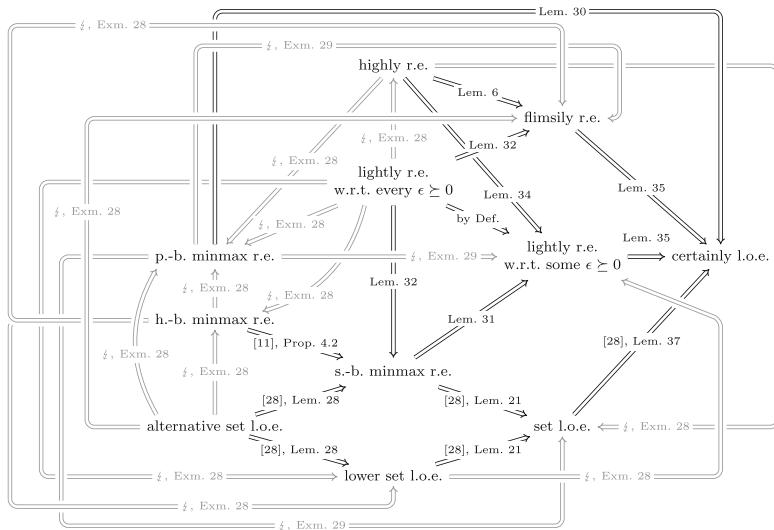 Lem. 30
↯, Exm. 28
↯, Exm. 29
highly r.e.
Lem. 6
flimsily r.e.
↯, Exm. 28
Lem. 32
↯, Exm. 28
lightly r.e.
w.r.t. every ϵ ⪰ 0
Lem. 34
Lem. 35
↯, Exm. 28
↯, Exm. 28
by Def.
lightly r.e.
w.r.t. some ϵ ⪰ 0
Lem. 35
certainly l.o.e.
p.-b. minmax r.e.
↯, Exm. 29
Lem. 32
↯, Exm. 28
↯, Exm. 28
h.-b. minmax r.e.
Lem. 31
[11], Prop. 4.2
[28], Lem. 37
↯, Exm. 28
↯, Exm. 28
s.-b. minmax r.e.
[28], Lem. 28
[28], Lem. 21
alternative set l.o.e.
set l.o.e.
↯, Exm. 28
[28], Lem. 28
[28], Lem. 21
↯, Exm. 28
lower set l.o.e.
↯, Exm. 28
↯, Exm. 28
↯, Exm. 29